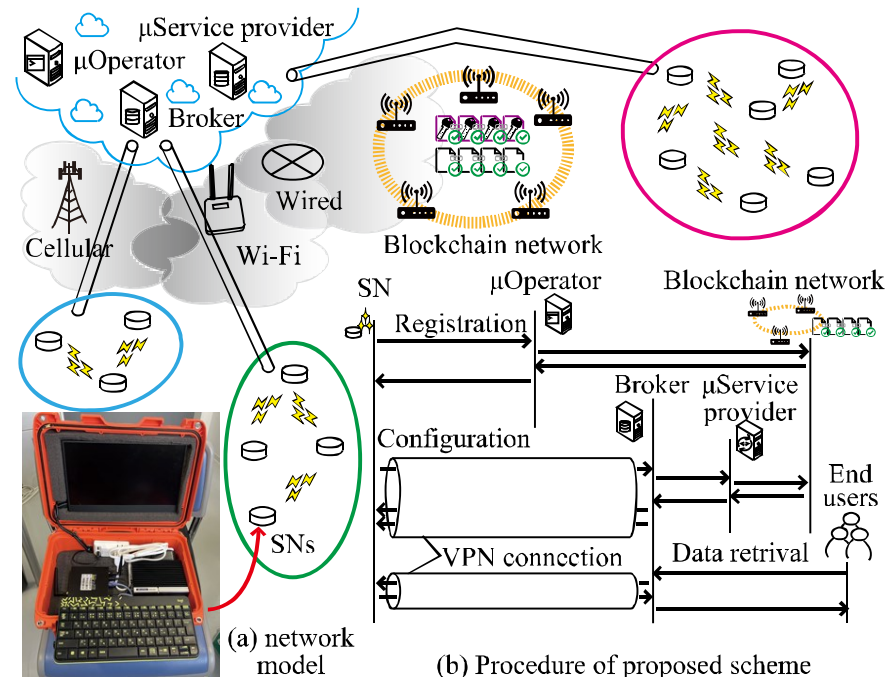 μService provider
μOperator
Broker
Cellular
Wi-Fi
Wired
Blockchain network
SNs
(a) network
model
SN
μOperator
Blockchain network
Registration
Broker
μService
provider
Configuration
End
users
VPN connection
Data retrival
(b) Procedure of proposed scheme